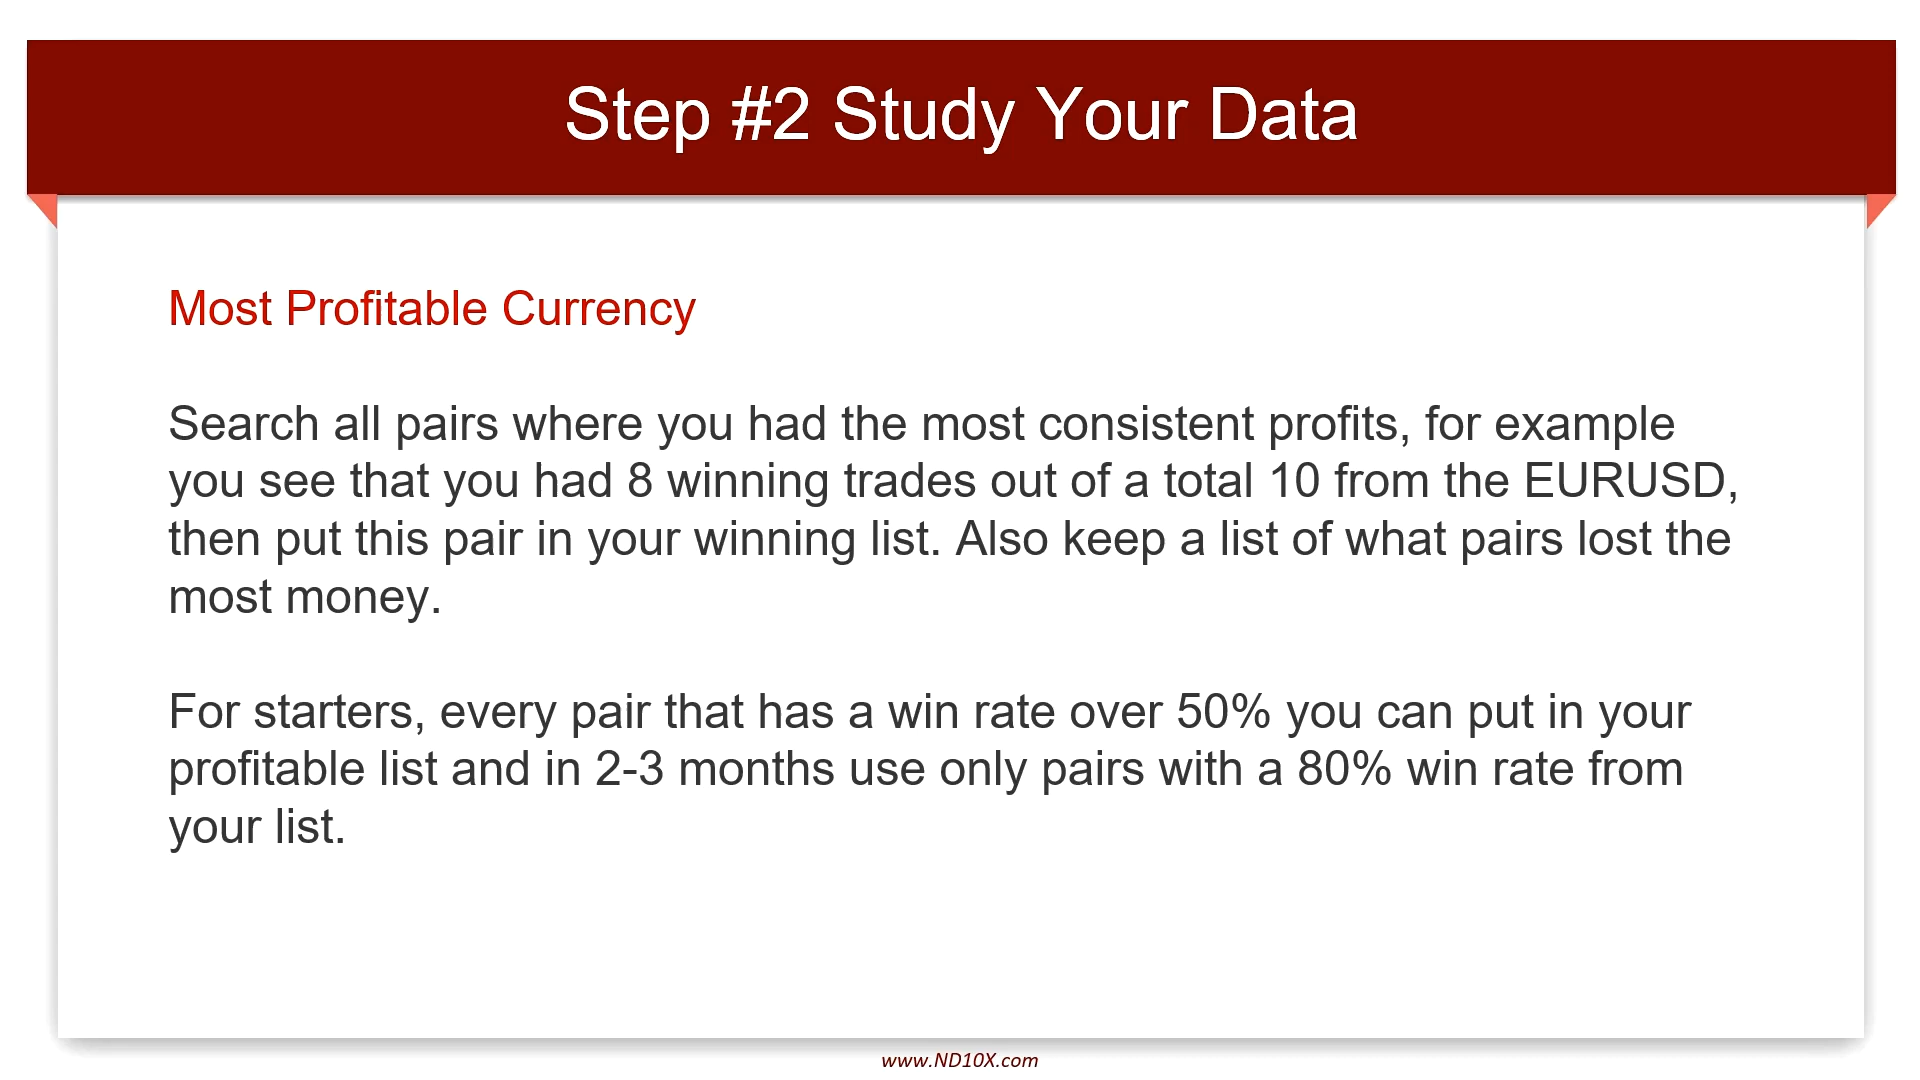 Step #2 Study Your Data
Most Profitable Currency
Search all pairs where you had the most consistent profits, for example
you see that you had 8 winning trades out of a total 10 from the EURUSD,
then put this pair in your winning list. Also keep a list of what pairs lost the
most money.
For starters, every pair that has a win rate over 50% you can put in your
profitable list and in 2-3 months use only pairs with a 80% win rate from
your list.
www.ND10X.com